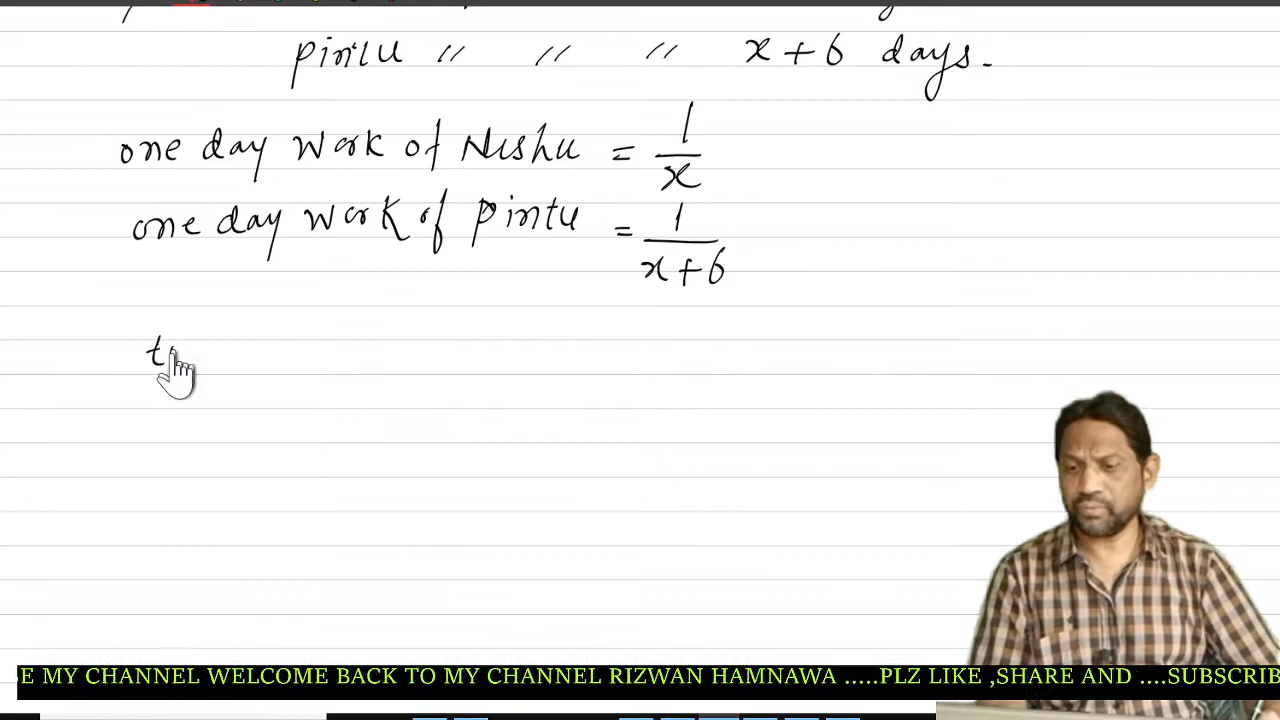 pintu " " " x+6 days.
one day work of Nishu = 1/x
one day work of pintu = 1/(x+6)
E MY CHANNEL WELCOME BACK TO MY CHANNEL RIZWAN HAMNAWA .....PLZ LIKE ,SHARE AND ....SUBSCRIB